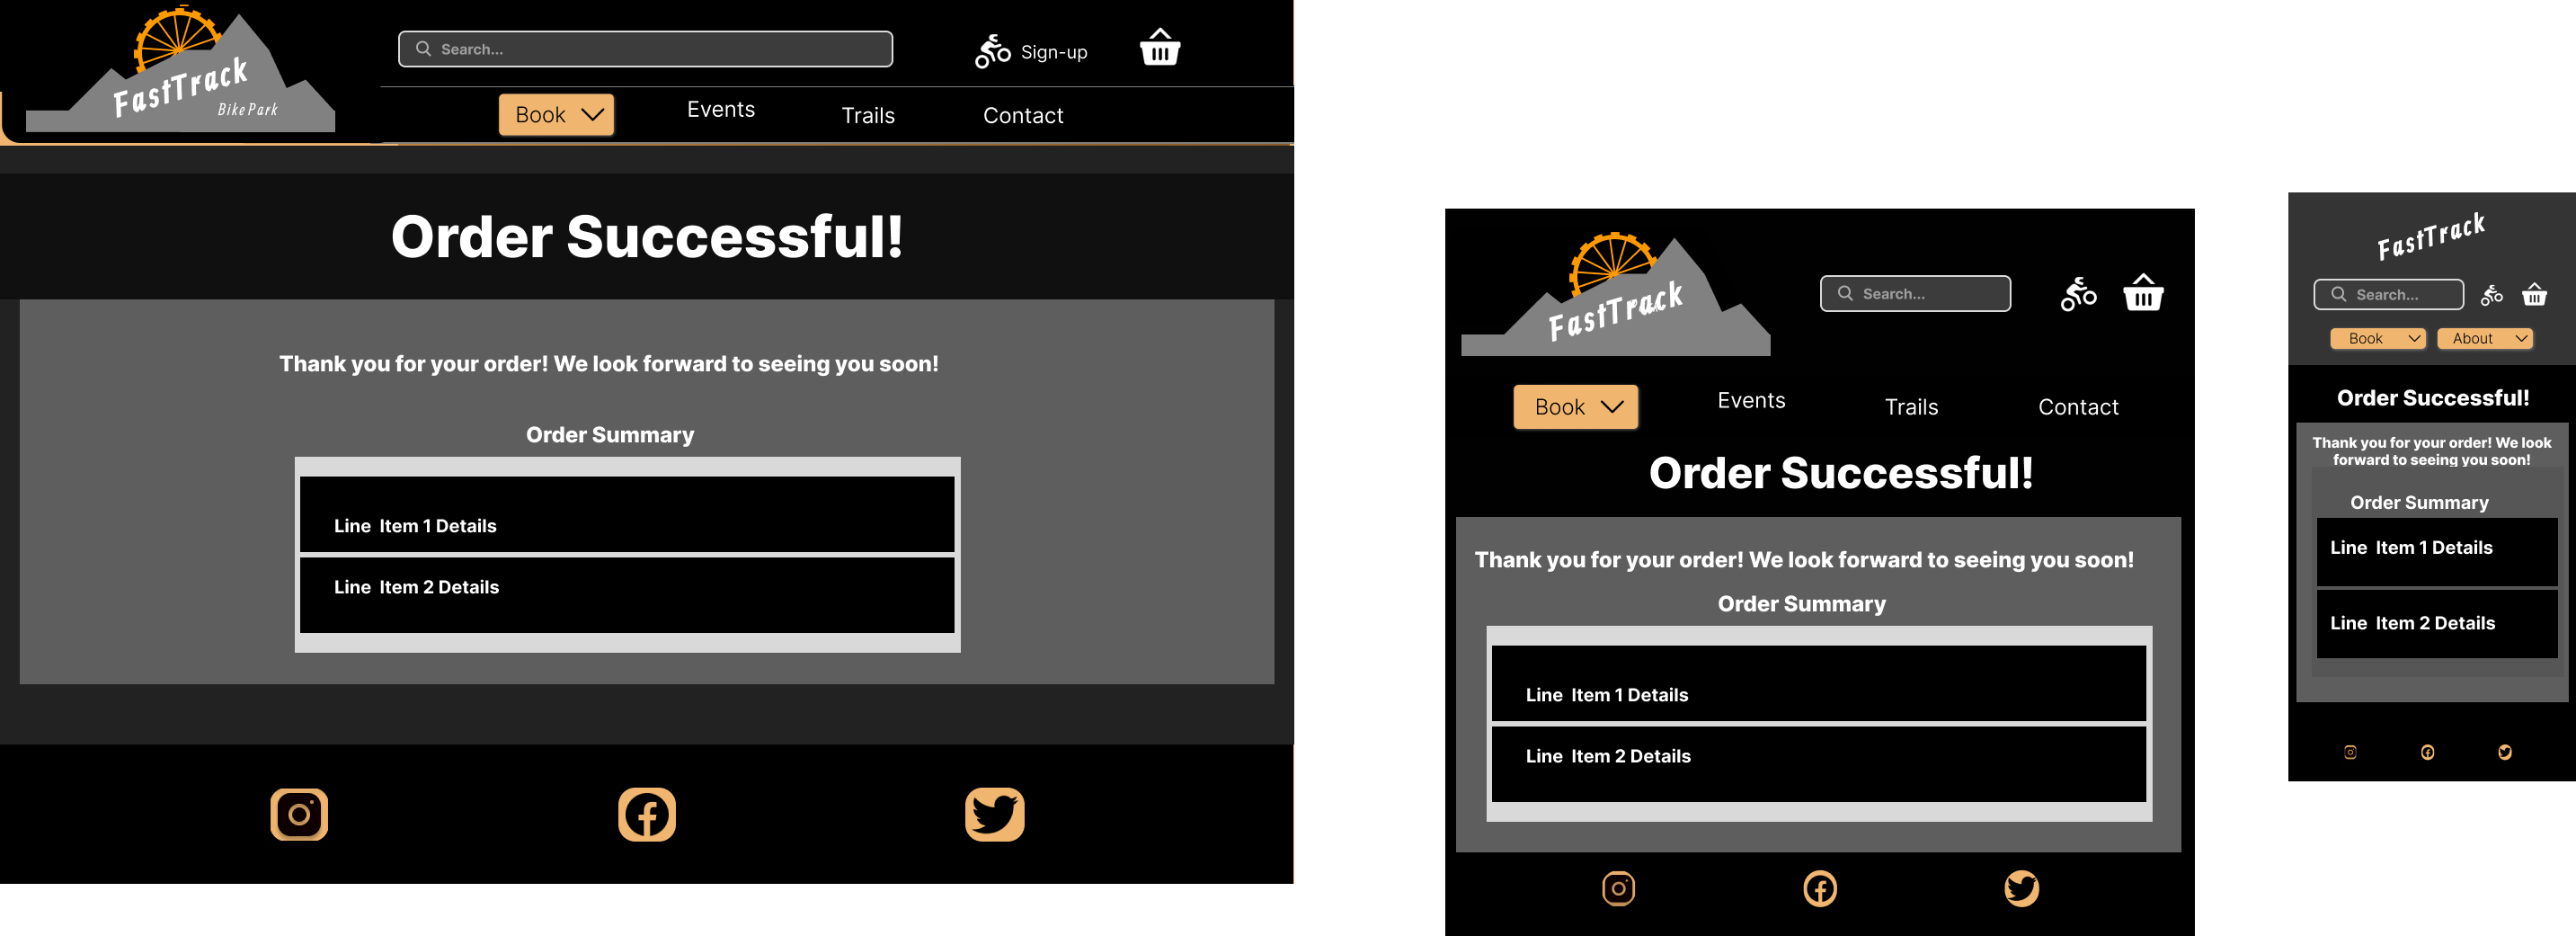 FastTrack
Bike Park
Search...
Sign-up
Book
Events
Trails
Contact
Order Successful!
Thank you for your order! We look forward to seeing you soon!
Order Summary
Line Item 1 Details
Line Item 2 Details
FastTrack
Search...
Book
Events
Trails
Contact
Order Successful!
Thank you for your order! We look forward to seeing you soon!
Order Summary
Line Item 1 Details
Line Item 2 Details
FastTrack
Search...
Book
About
Order Successful!
Thank you for your order! We look
forward to seeing you soon!
Order Summary
Line Item 1 Details
Line Item 2 Details